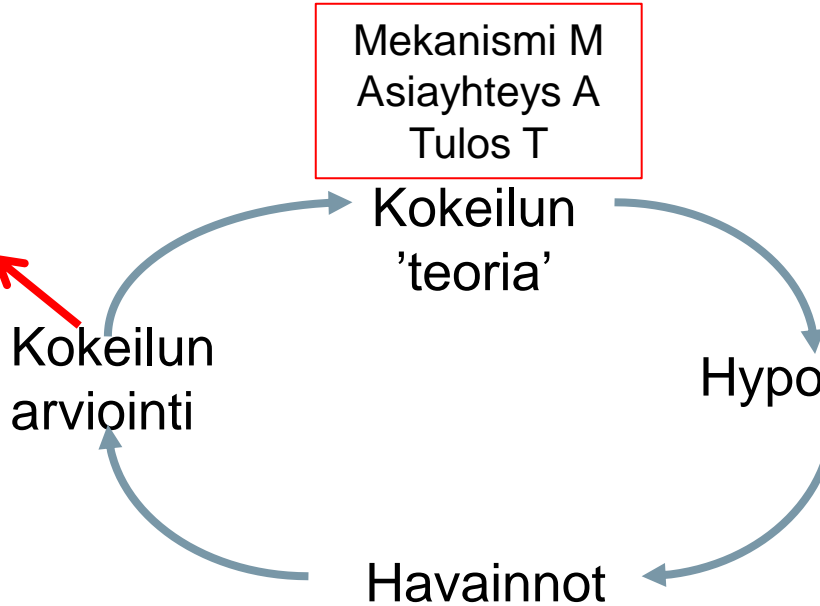 Mekanismi M
Asiayhteys A
Tulos T
Kokeilun
’teoria’
Kokeilun
arviointi
Hypo
Havainnot